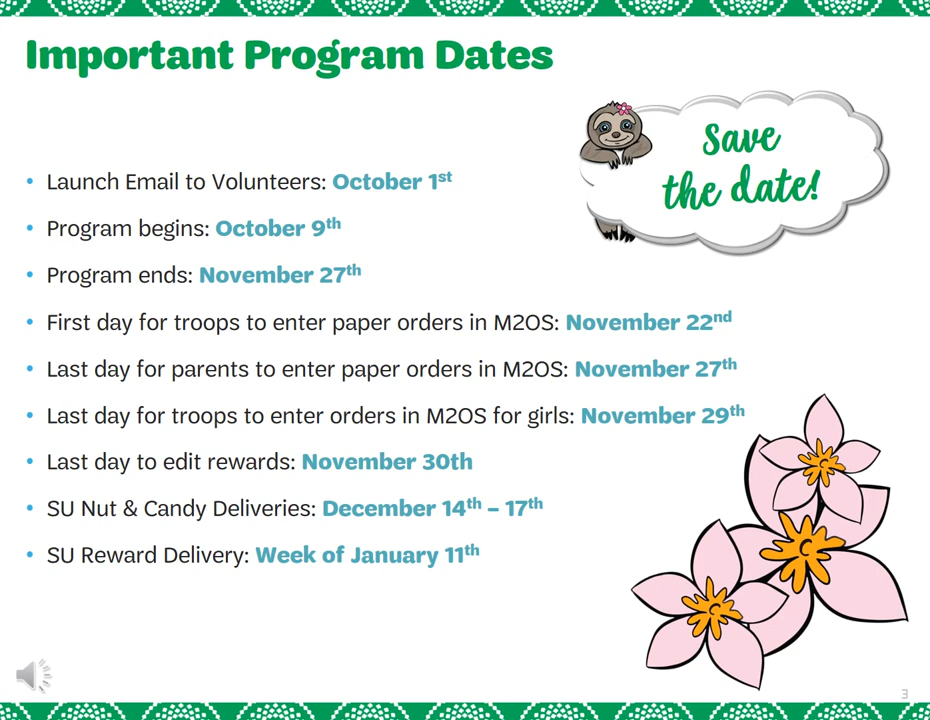 Important Program Dates
Save
the date!
• Launch Email to Volunteers: October 1st
• Program begins: October 9th
• Program ends: November 27th
• First day for troops to enter paper orders in M2OS: November 22nd
• Last day for parents to enter paper orders in M2OS: November 27th
• Last day for troops to enter orders in M2OS for girls: November 29th
• Last day to edit rewards: November 30th
• SU Nut & Candy Deliveries: December 14th – 17th
• SU Reward Delivery: Week of January 11th
3